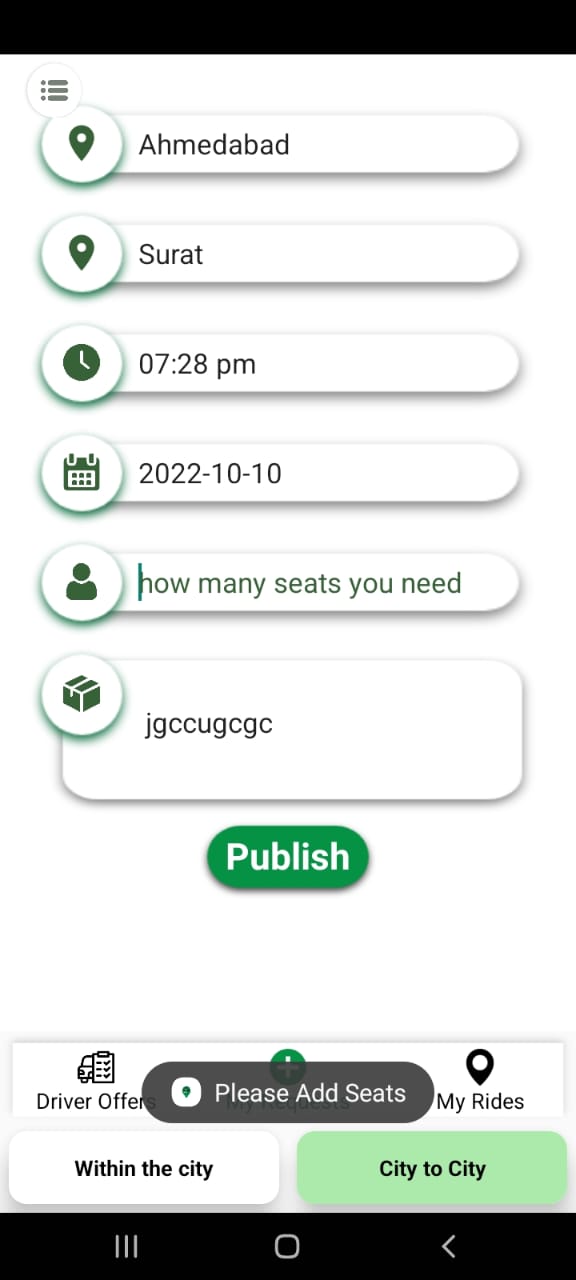 Ahmedabad
Surat
07:28 pm
2022-10-10
how many seats you need
jgccugcgc
Publish
Driver Offers
My Requests
My Rides
Please Add Seats
Within the city
City to City